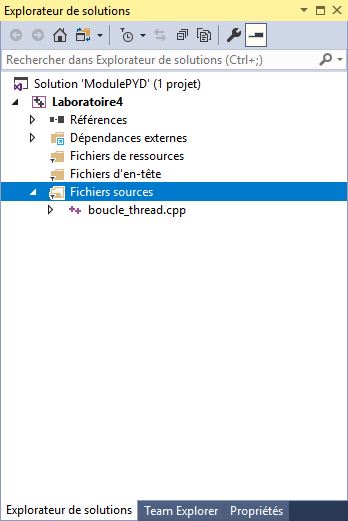 Explorateur de solutions
Rechercher dans Explorateur de solutions (Ctrl+;)
Solution 'ModulePYD' (1 projet)
Laboratoire4
Références
Dépendances externes
Fichiers de ressources
Fichiers d'en-tête
Fichiers sources
boucle_thread.cpp
Explorateur de solutions Team Explorer Propriétés